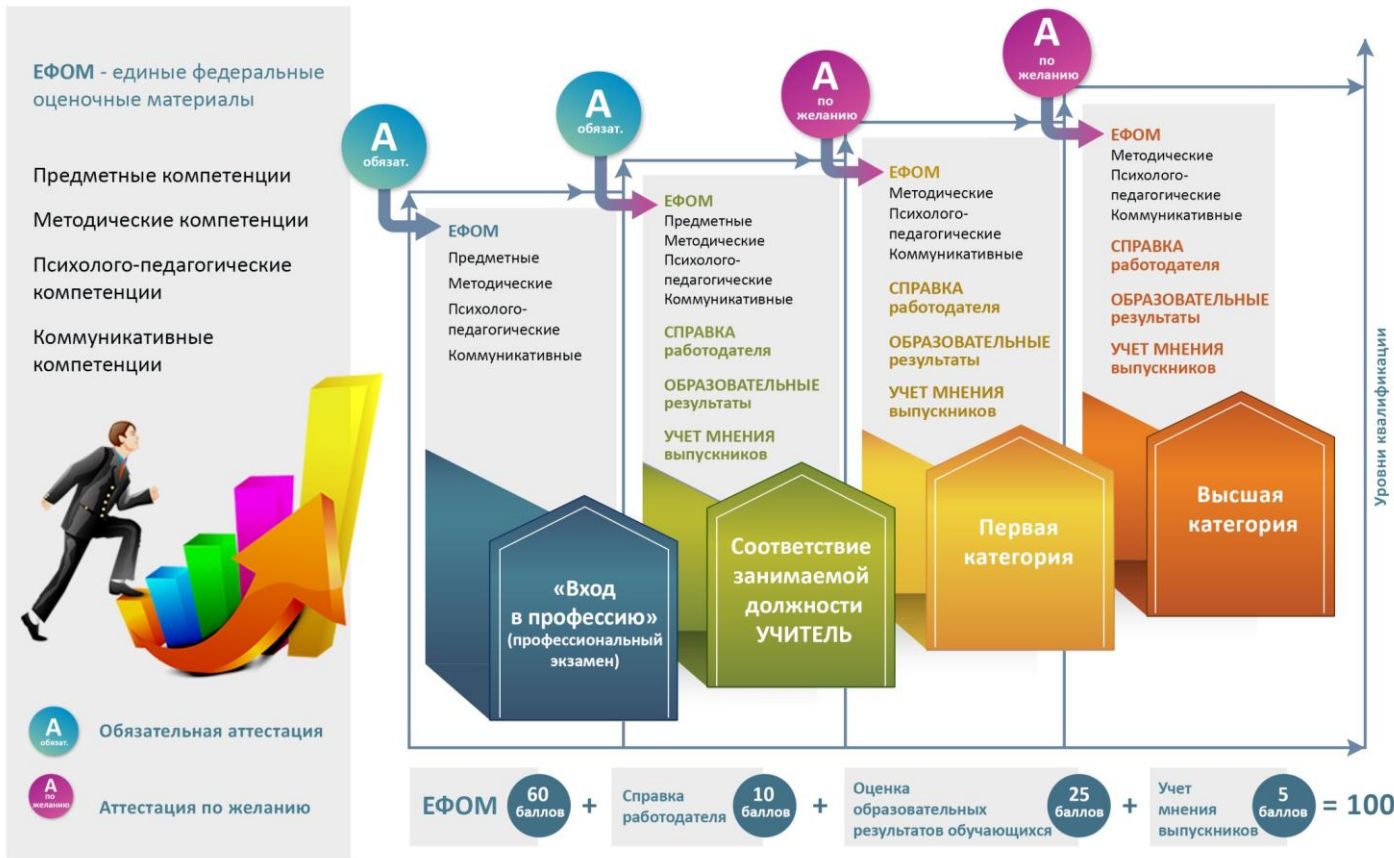 ЕФОМ - единые федеральные
оценочные материалы
Предметные компетенции
Методические компетенции
Психолого-педагогические
компетенции
Коммуникативные
компетенции
А
обязат.
Обязательная аттестация
А
по
желанию
Аттестация по желанию
А
обязат.
ЕФОМ
Предметные
Методические
Психолого-
педагогические
Коммуникативные
«Вход
в профессию»
(профессиональный
экзамен)
А
обязат.
ЕФОМ
Предметные
Методические
Психолого-
педагогические
Коммуникативные
СПРАВКА
работодателя
ОБРАЗОВАТЕЛЬНЫЕ
результаты
УЧЕТ МНЕНИЯ
выпускников
Соответствие
занимаемой
должности
УЧИТЕЛЬ
А
по
желанию
ЕФОМ
Методические
Психолого-
педагогические
Коммуникативные
СПРАВКА
работодателя
ОБРАЗОВАТЕЛЬНЫЕ
результаты
УЧЕТ МНЕНИЯ
выпускников
Первая
категория
А
по
желанию
ЕФОМ
Методические
Психолого-
педагогические
Коммуникативные
СПРАВКА
работодателя
ОБРАЗОВАТЕЛЬНЫЕ
результаты
УЧЕТ МНЕНИЯ
выпускников
Высшая
категория
Уровни квалификации
ЕФОМ
60
баллов
+
Справка
работодателя
10
баллов
+
Оценка
образовательных
результатов обучающихся
25
баллов
+
Учет
мнения
выпускников
5
баллов
= 100